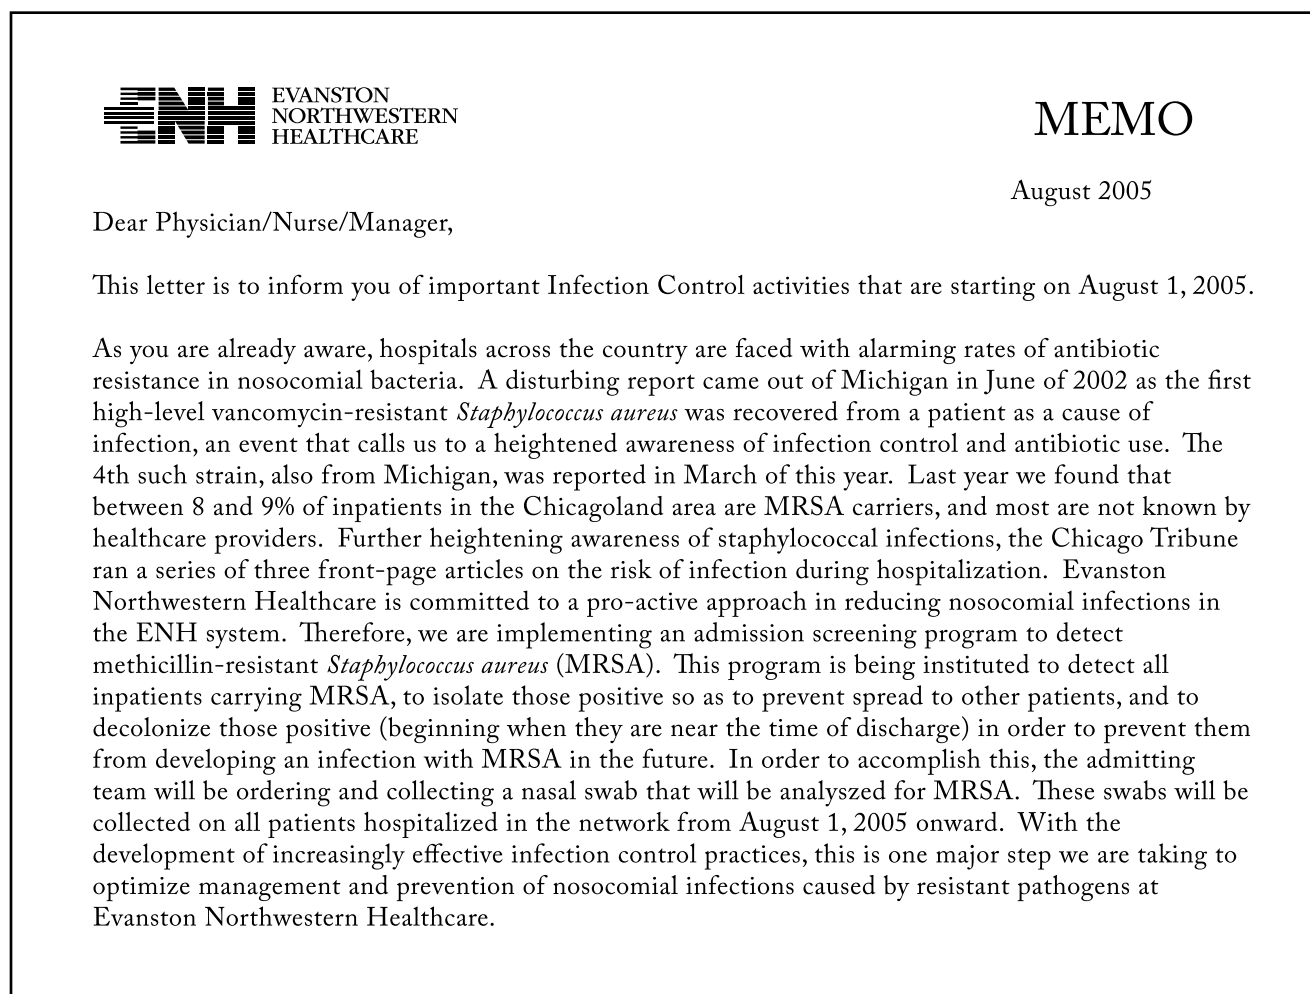 ENH EVANSTON
NORTHWESTERN
HEALTHCARE
MEMO
August 2005
Dear Physician/Nurse/Manager,
This letter is to inform you of important Infection Control activities that are starting on August 1, 2005.
As you are already aware, hospitals across the country are faced with alarming rates of antibiotic
resistance in nosocomial bacteria.  A disturbing report came out of Michigan in June of 2002 as the first
high-level vancomycin-resistant Staphylococcus aureus was recovered from a patient as a cause of
infection, an event that calls us to a heightened awareness of infection control and antibiotic use.  The
4th such strain, also from Michigan, was reported in March of this year.  Last year we found that
between 8 and 9% of inpatients in the Chicagoland area are MRSA carriers, and most are not known by
healthcare providers.  Further heightening awareness of staphylococcal infections, the Chicago Tribune
ran a series of three front-page articles on the risk of infection during hospitalization.  Evanston
Northwestern Healthcare is committed to a pro-active approach in reducing nosocomial infections in
the ENH system.  Therefore, we are implementing an admission screening program to detect
methicillin-resistant Staphylococcus aureus (MRSA).  This program is being instituted to detect all
inpatients carrying MRSA, to isolate those positive so as to prevent spread to other patients, and to
decolonize those positive (beginning when they are near the time of discharge) in order to prevent them
from developing an infection with MRSA in the future.  In order to accomplish this, the admitting
team will be ordering and collecting a nasal swab that will be analyszed for MRSA.  These swabs will be
collected on all patients hospitalized in the network from August 1, 2005 onward.  With the
development of increasingly effective infection control practices, this is one major step we are taking to
optimize management and prevention of nosocomial infections caused by resistant pathogens at
Evanston Northwestern Healthcare.